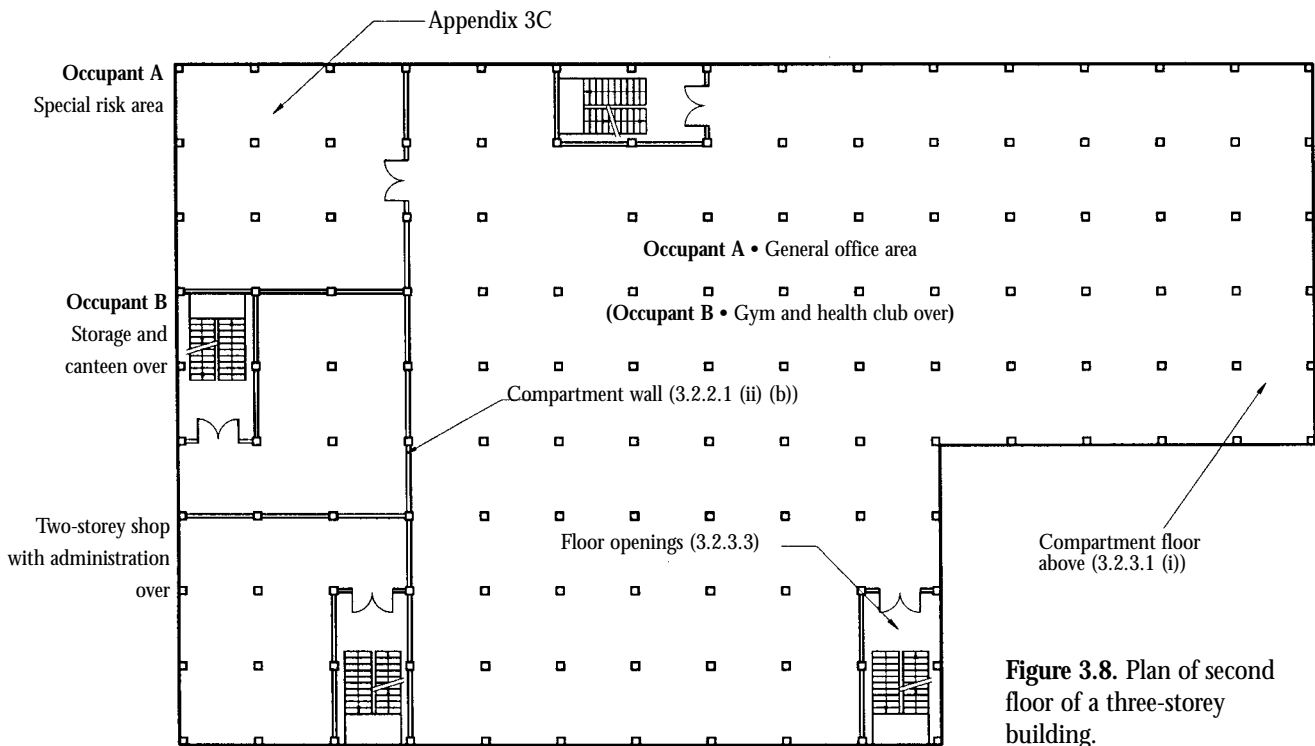 Appendix 3C
Occupant A
Special risk area
Occupant A • General office area
Occupant B
Storage and
canteen over
(Occupant B • Gym and health club over)
Compartment wall (3.2.2.1 (ii) (b))
Two-storey shop
with administration
over
Floor openings (3.2.3.3)
Compartment floor
above (3.2.3.1 (i))
Figure 3.8. Plan of second
floor of a three-storey
building.